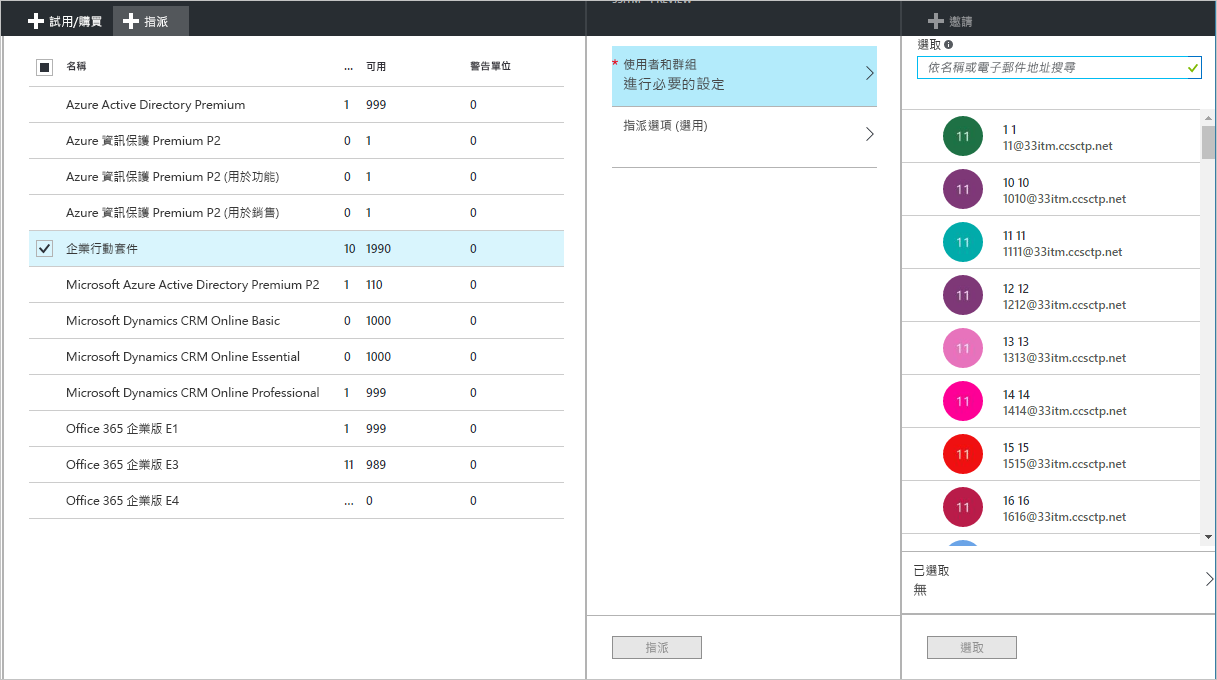 試用/購買
指派
名稱 ... 可用 警告單位
Azure Active Directory Premium 1 999 0
Azure 資訊保護 Premium P2 0 1 0
Azure 資訊保護 Premium P2 (用於功能) 0 1 0
Azure 資訊保護 Premium P2 (用於銷售) 0 1 0
企業行動套件 10 1990 0
Microsoft Azure Active Directory Premium P2 1 110 0
Microsoft Dynamics CRM Online Basic 0 1000 0
Microsoft Dynamics CRM Online Essential 0 1000 0
Microsoft Dynamics CRM Online Professional 1 999 0
Office 365 企業版 E1 1 999 0
Office 365 企業版 E3 11 989 0
Office 365 企業版 E4 ... 0 0
* 使用者和群組
進行必要的設定
指派選項 (選用)
指派
邀請
選取
依名稱或電子郵件地址搜尋
11
1 1
11@33itm.ccsctp.net
11
10 10
1010@33itm.ccsctp.net
11
11 11
1111@33itm.ccsctp.net
11
12 12
1212@33itm.ccsctp.net
11
13 13
1313@33itm.ccsctp.net
11
14 14
1414@33itm.ccsctp.net
11
15 15
1515@33itm.ccsctp.net
11
16 16
1616@33itm.ccsctp.net
已選取
無
選取